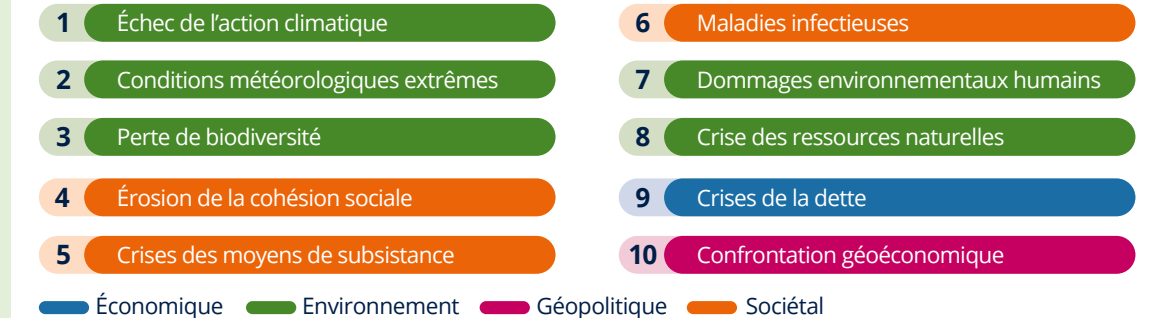 1 Échec de l’action climatique
2 Conditions météorologiques extrêmes
3 Perte de biodiversité
4 Érosion de la cohésion sociale
5 Crises des moyens de subsistance
6 Maladies infectieuses
7 Dommages environnementaux humains
8 Crise des ressources naturelles
9 Crises de la dette
10 Confrontation géoéconomique
Économique Environnement Géopolitique Sociétal